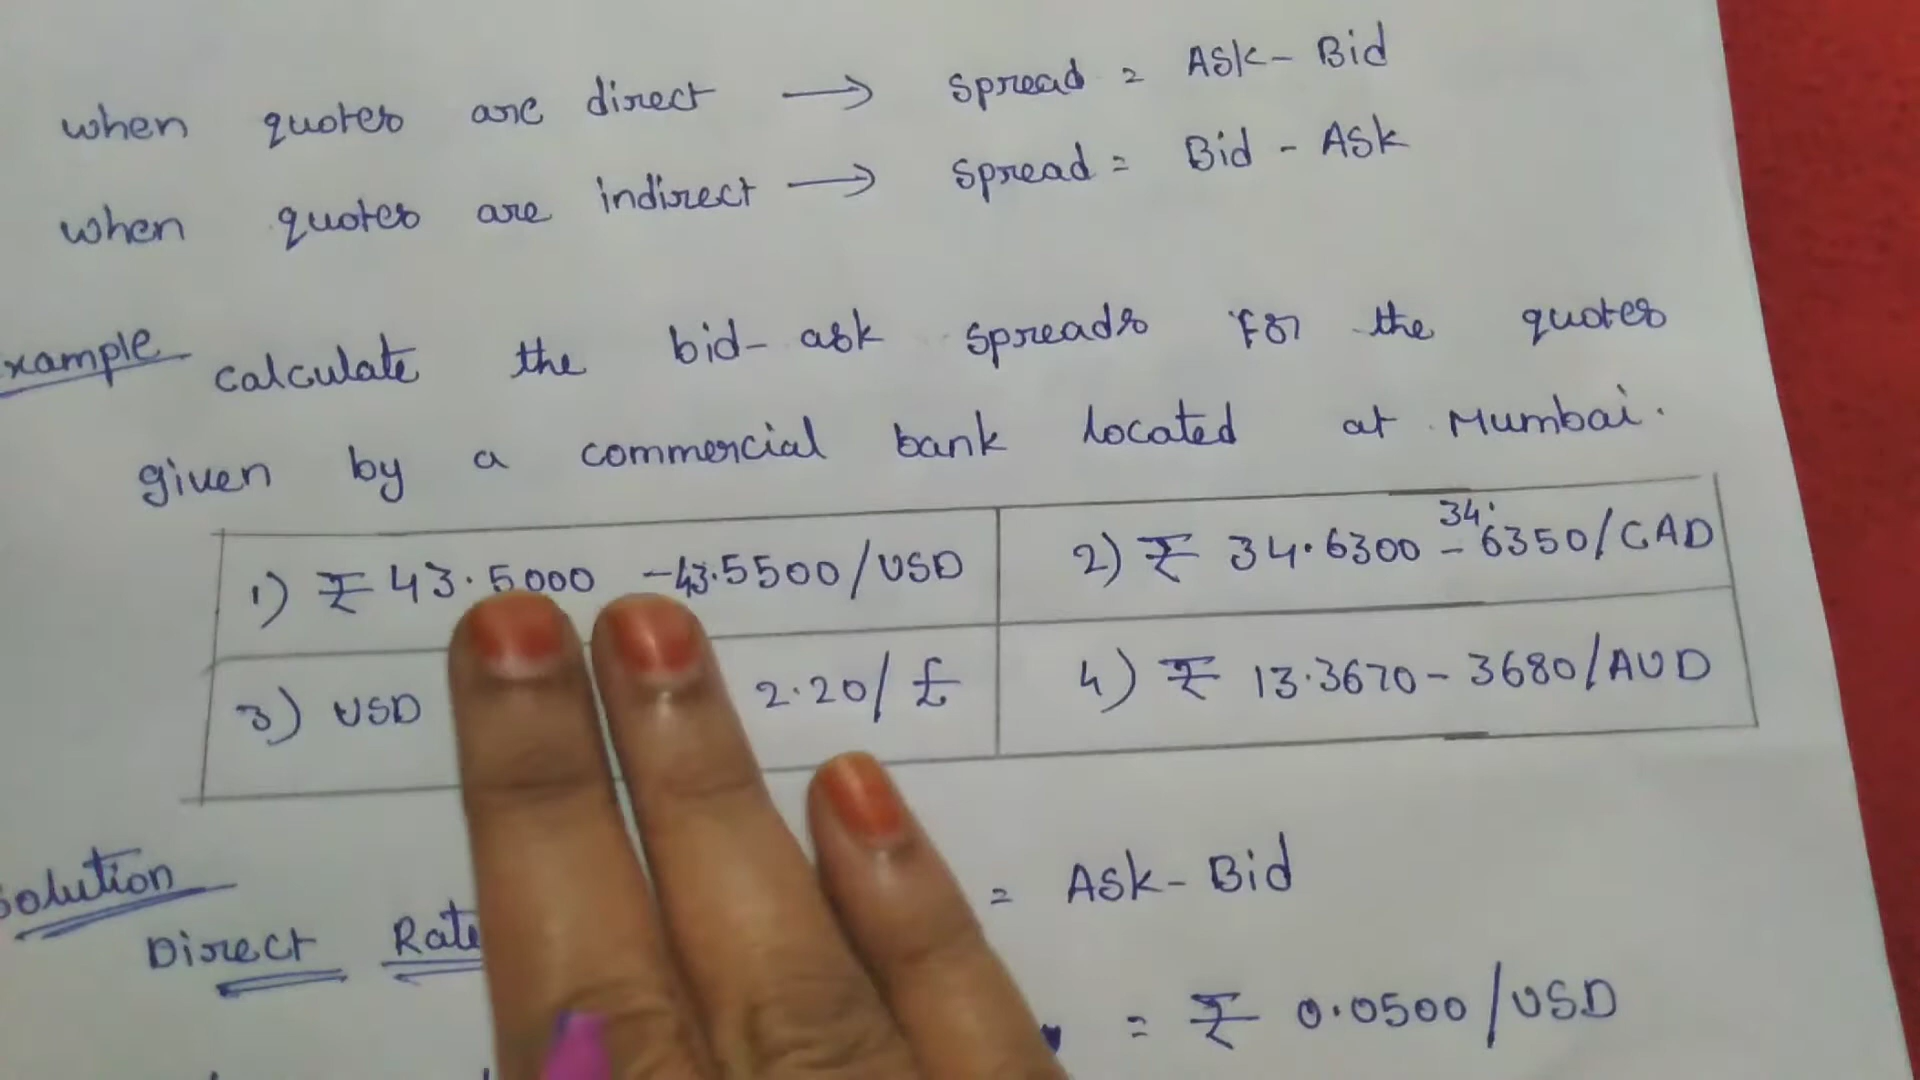 when quotes are direct → spread = Ask - Bid
when quotes are indirect → spread = Bid - Ask
xample calculate the bid-ask spreads for the quotes
given by a commercial bank located at Mumbai.
1) ₹ 43.5000 - 43.5500/USD
2) ₹ 34.6300 - 34.6350/CAD
3) USD 2.20/£
4) ₹ 13.3670 - 3680/AUD
solution
Direct Rate = Ask - Bid
= ₹ 0.0500/USD